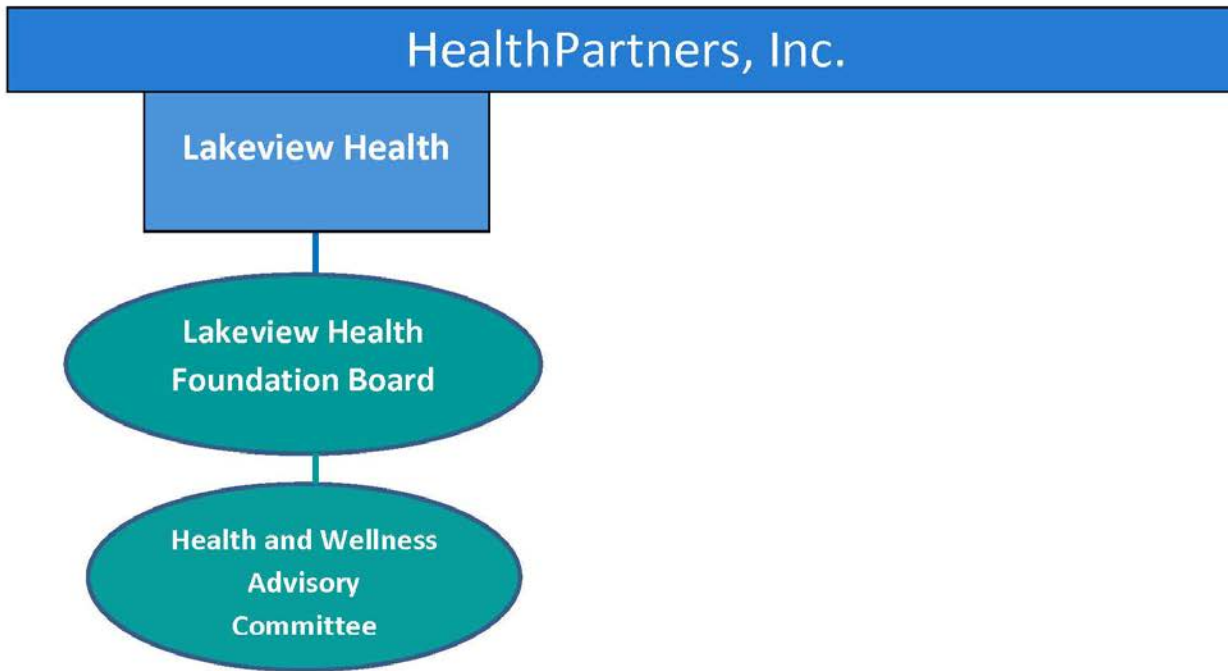 HealthPartners, Inc.
Lakeview Health
Lakeview Health
Foundation Board
Health and Wellness
Advisory
Committee